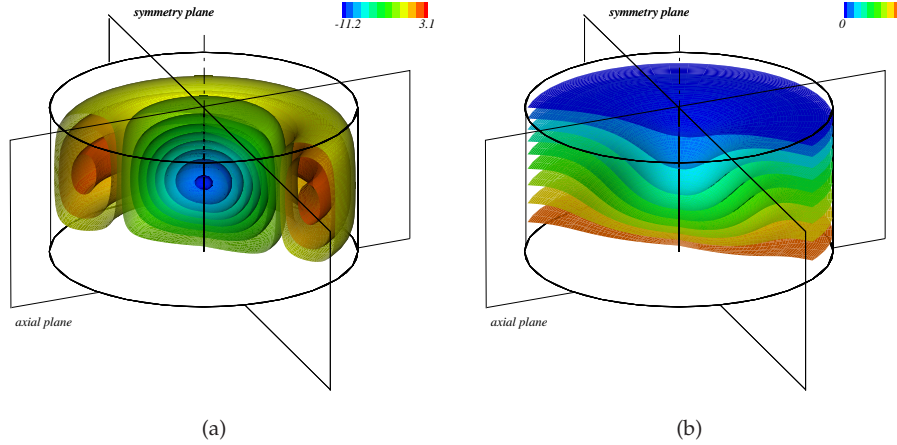 symmetry plane
-11.2 3.1
axial plane
(a)
symmetry plane
0
axial plane
(b)